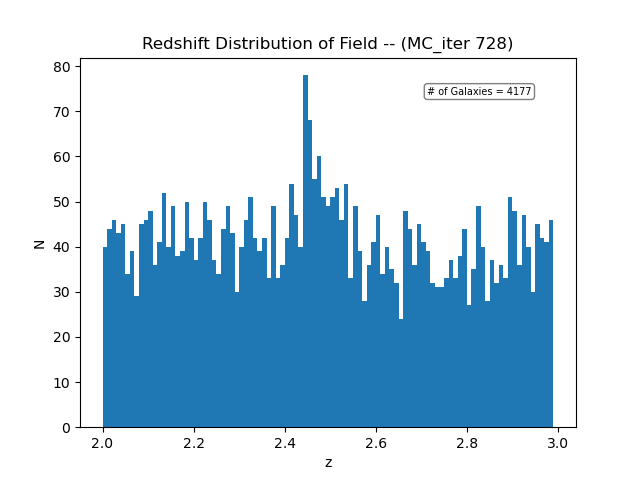 Redshift Distribution of Field -- (MC_iter 728)
# of Galaxies = 4177
80
70
60
50
40
30
20
10
0
N
2.0 2.2 2.4 2.6 2.8 3.0
z